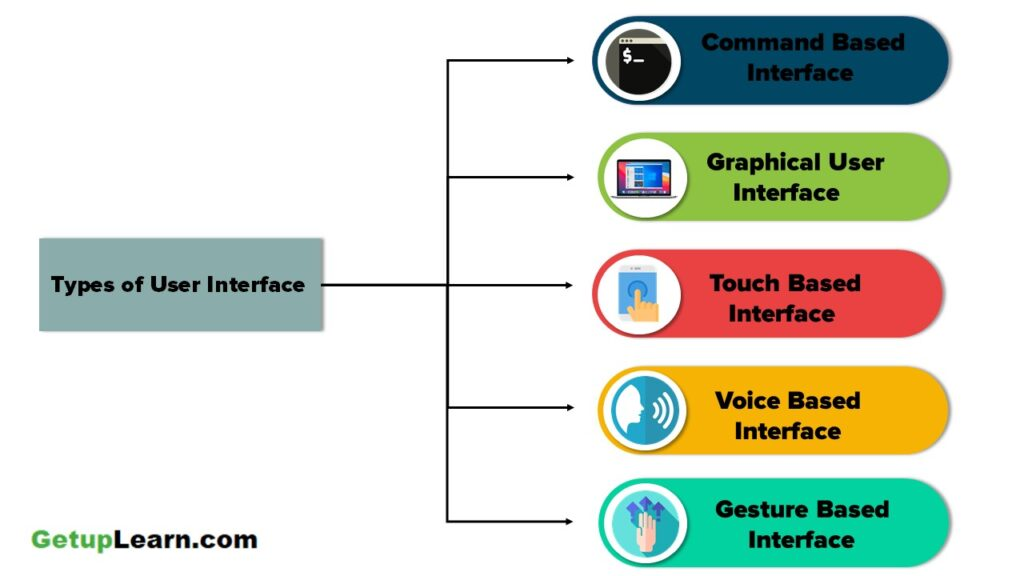 Command Based
Interface
$_
Graphical User
Interface
Types of User Interface
Touch Based
Interface
Voice Based
Interface
Gesture Based
Interface
GetupLearn.com